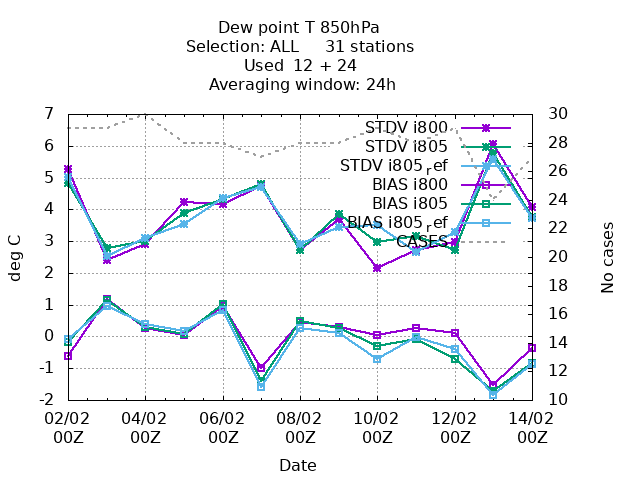 Dew point T 850hPa
Selection: ALL     31 stations
Used  12 + 24
Averaging window: 24h
7
6
5
4
3
2
1
0
-1
-2
deg C
30
28
26
24
22
20
18
16
14
12
10
No cases
STDV i800
STDV i805
STDV i805_ref
BIAS i800
BIAS i805
BIAS i805_ref
CASES
02/02 04/02 06/02 08/02 10/02 12/02 14/02
00Z 00Z 00Z 00Z 00Z 00Z 00Z
Date